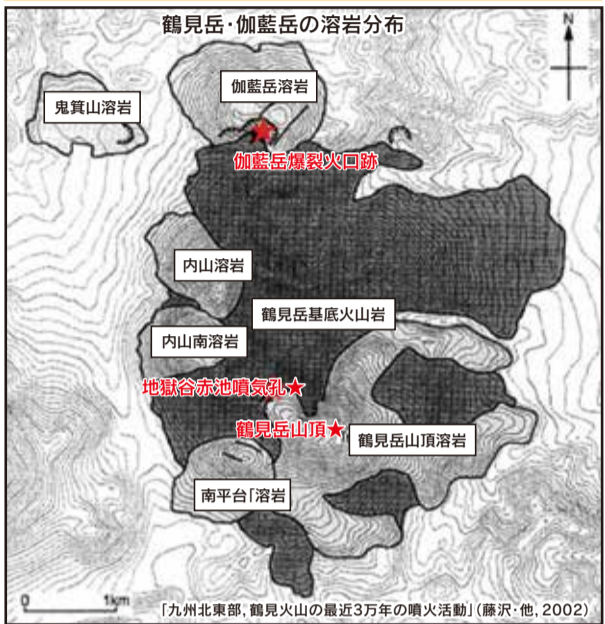 鶴見岳・伽藍岳の溶岩分布
N
伽藍岳溶岩
鬼箕山溶岩
伽藍岳爆裂火口跡
内山溶岩
鶴見岳基底火山岩
内山南溶岩
地獄谷赤池噴気孔
鶴見岳山頂
鶴見岳山頂溶岩
南平台「溶岩
0 1km
「九州北東部,鶴見火山の最近3万年の噴火活動」(藤沢・他,2002)